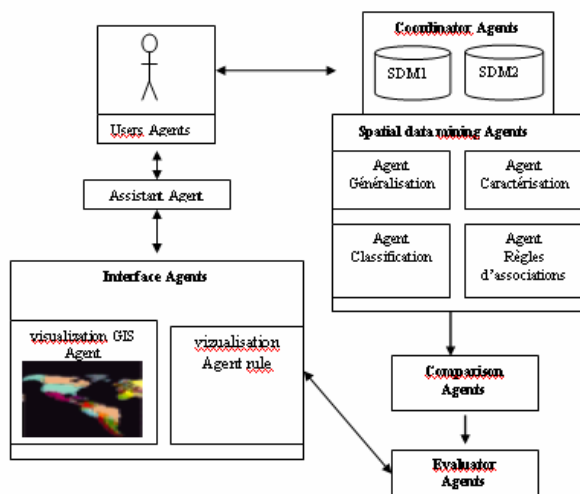 Coordinator Agents
SDM1
SDM2
Users Agents
Spatial data mining Agents
Agent
Généralisation
Agent
Caractérisation
Agent
Classification
Agent
Règles
d'associations
Assistant Agent
Interface Agents
visualization GIS
Agent
vizualisation
Agent rule
Comparison
Agents
Evaluator
Agents